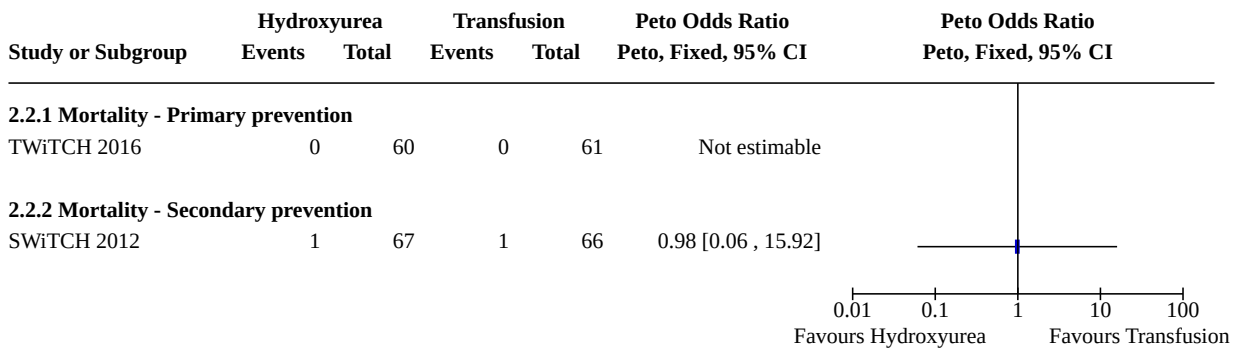 Hydroxyurea Transfusion Peto Odds Ratio Peto Odds Ratio
Study or Subgroup Events Total Events Total Peto, Fixed, 95% CI Peto, Fixed, 95% CI
2.2.1 Mortality - Primary prevention
TWiTCH 2016 0 60 0 61 Not estimable
2.2.2 Mortality - Secondary prevention
SWiTCH 2012 1 67 1 66 0.98 [0.06 , 15.92]
0.01 0.1 1 10 100
Favours Hydroxyurea Favours Transfusion